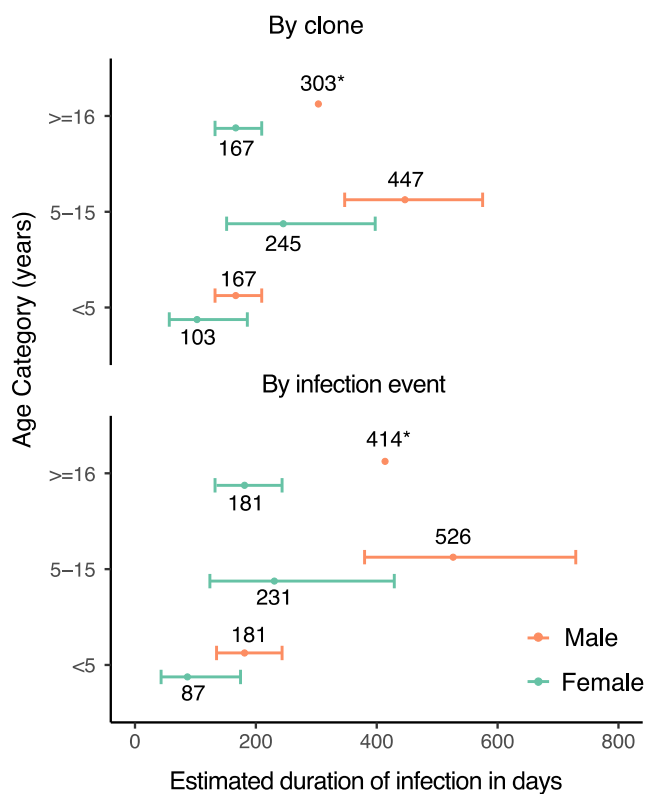 By clone
Age Category (years)
303*
>=16
167
447
5−15
245
167
<5
103
By infection event
414*
>=16
181
526
5−15
231
181
<5
87
Male
Female
0 200 400 600 800
Estimated duration of infection in days